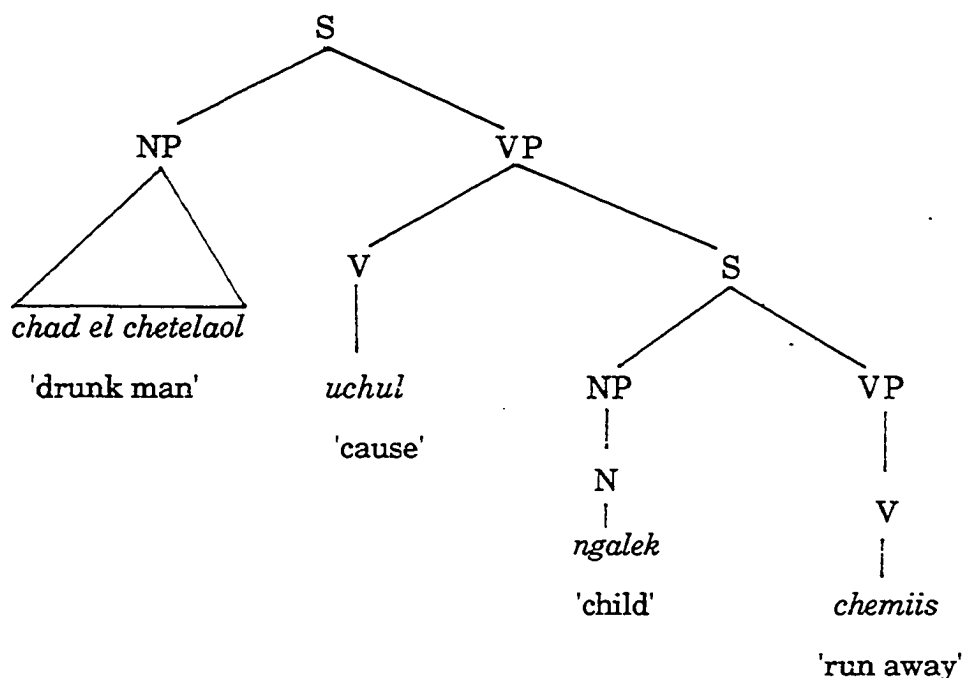 S
NP VP
V S
chad el chetelaol
'drunk man' uchul NP VP
'cause'
N
V
ngalek
'child' chemiis
'run away'